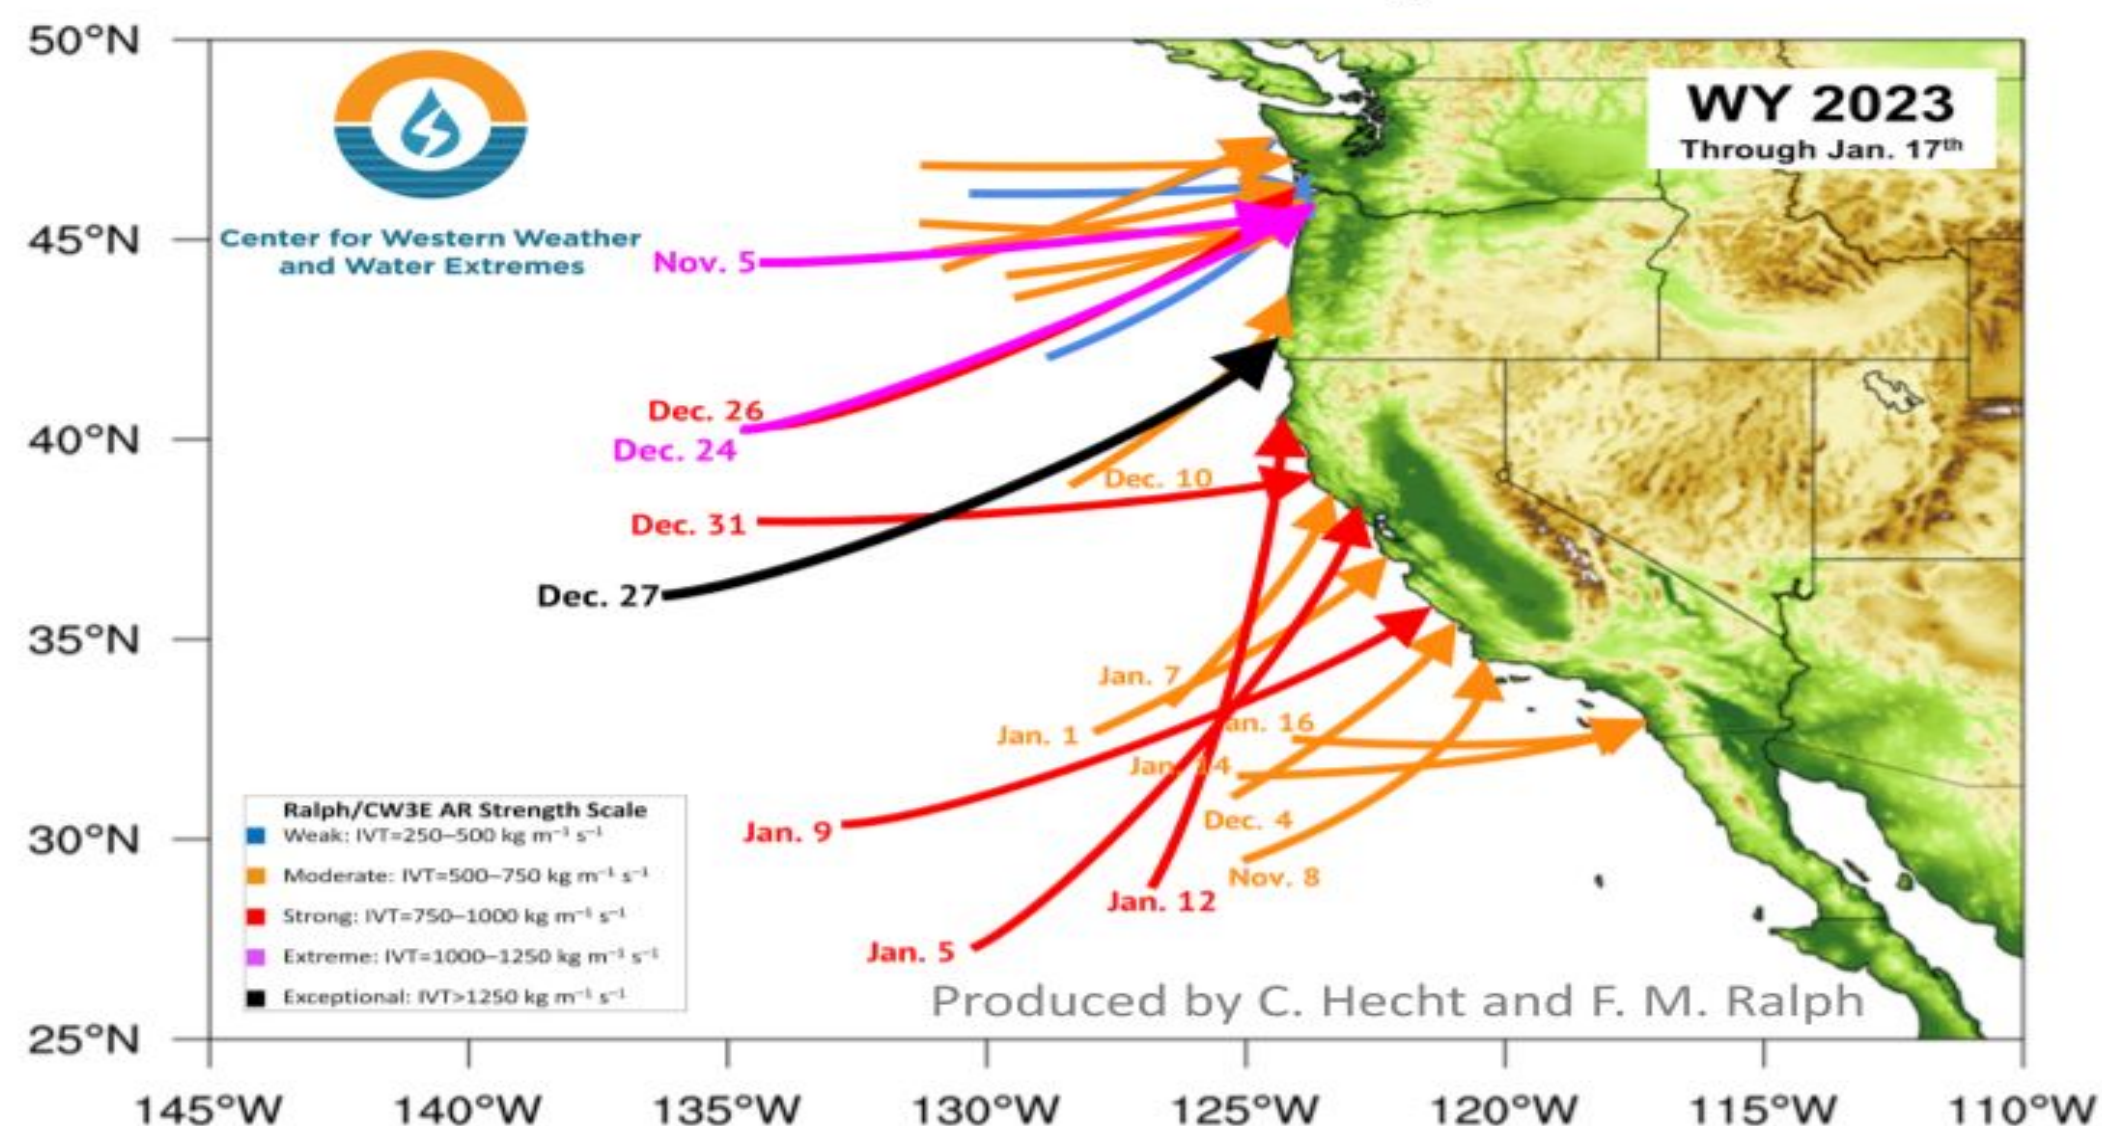 50°N
WY 2023
Through Jan. 17th
Center for Western Weather
and Water Extremes
45°N
Nov. 5
Dec. 26
40°N
Dec. 24
Dec. 10
Dec. 31
Dec. 27
35°N
Jan. 7
Jan. 16
Jan. 1
Jan. 14
Ralph/CW3E AR Strength Scale
Weak: IVT=250–500 kg m⁻¹ s⁻¹
Moderate: IVT=500–750 kg m⁻¹ s⁻¹
Strong: IVT=750–1000 kg m⁻¹ s⁻¹
Extreme: IVT=1000–1250 kg m⁻¹ s⁻¹
Exceptional: IVT>1250 kg m⁻¹ s⁻¹
Dec. 4
30°N
Jan. 9
Nov. 8
Jan. 12
Jan. 5
Produced by C. Hecht and F. M. Ralph
25°N
145°W 140°W 135°W 130°W 125°W 120°W 115°W 110°W